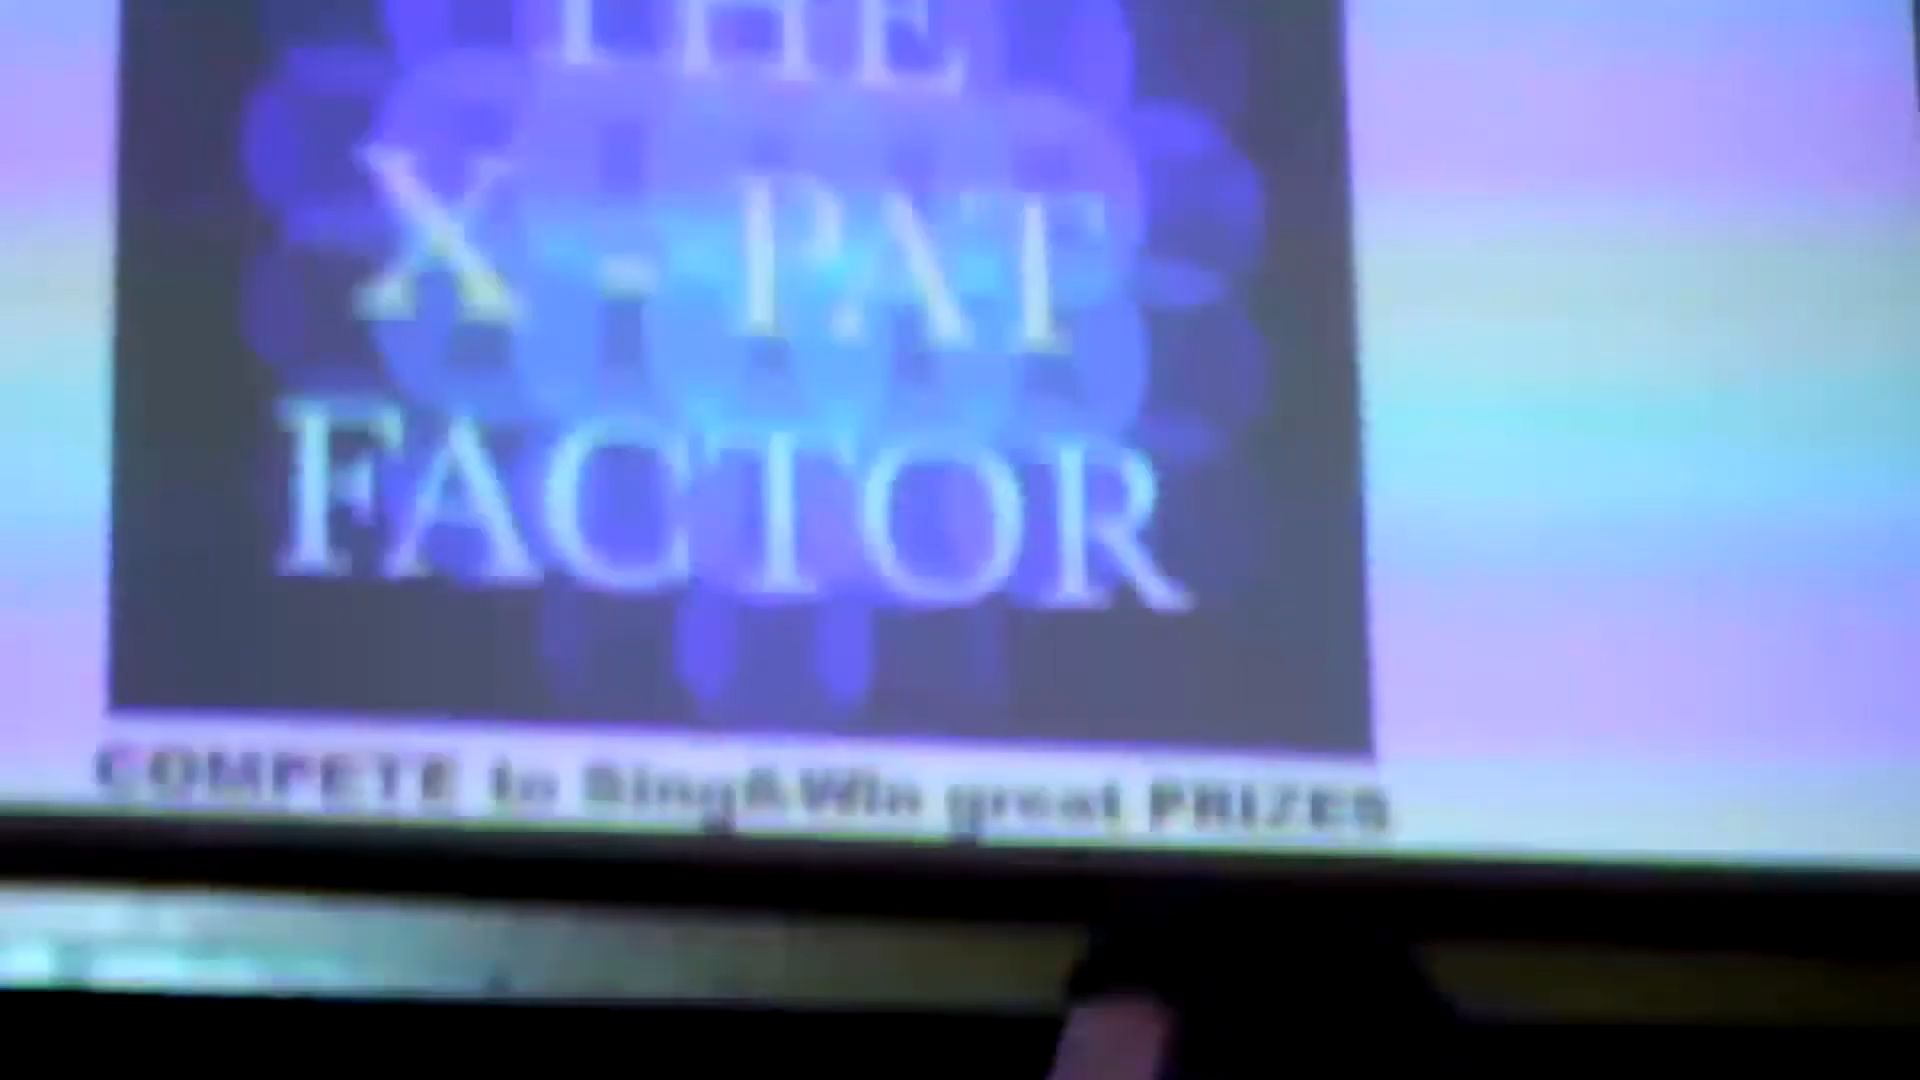 THE
X - PAT
FACTOR
COMPETE to Sing&Win great PRIZES